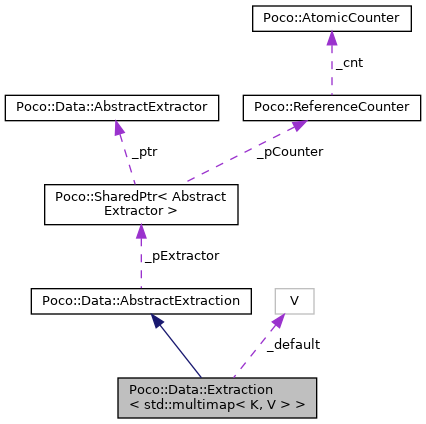 Poco::AtomicCounter
_cnt
Poco::Data::AbstractExtractor
Poco::ReferenceCounter
_ptr
_pCounter
Poco::SharedPtr< Abstract
Extractor >
_pExtractor
Poco::Data::AbstractExtraction
V
_default
Poco::Data::Extraction
< std::multimap< K, V > >